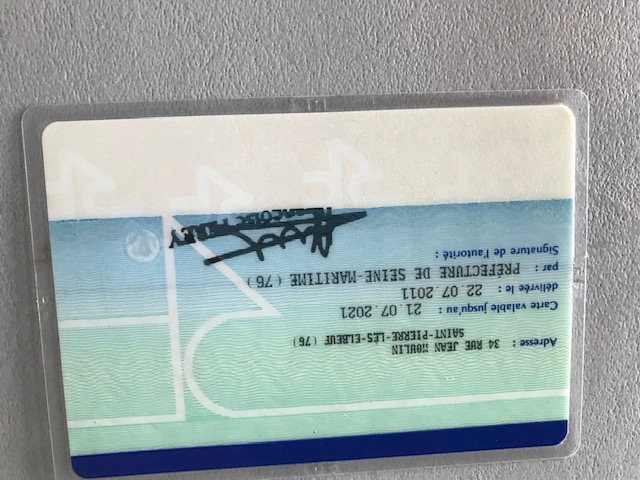 Adresse : 34 RUE JEAN MOULIN
SAINT-PIERRE-LES-ELBEUF (76)
Carte valable jusqu'au : 21.07.2021
délivrée le : 22.07.2011
par : PRÉFECTURE DE SEINE-MARITIME (76)
Signature de l'autorité :